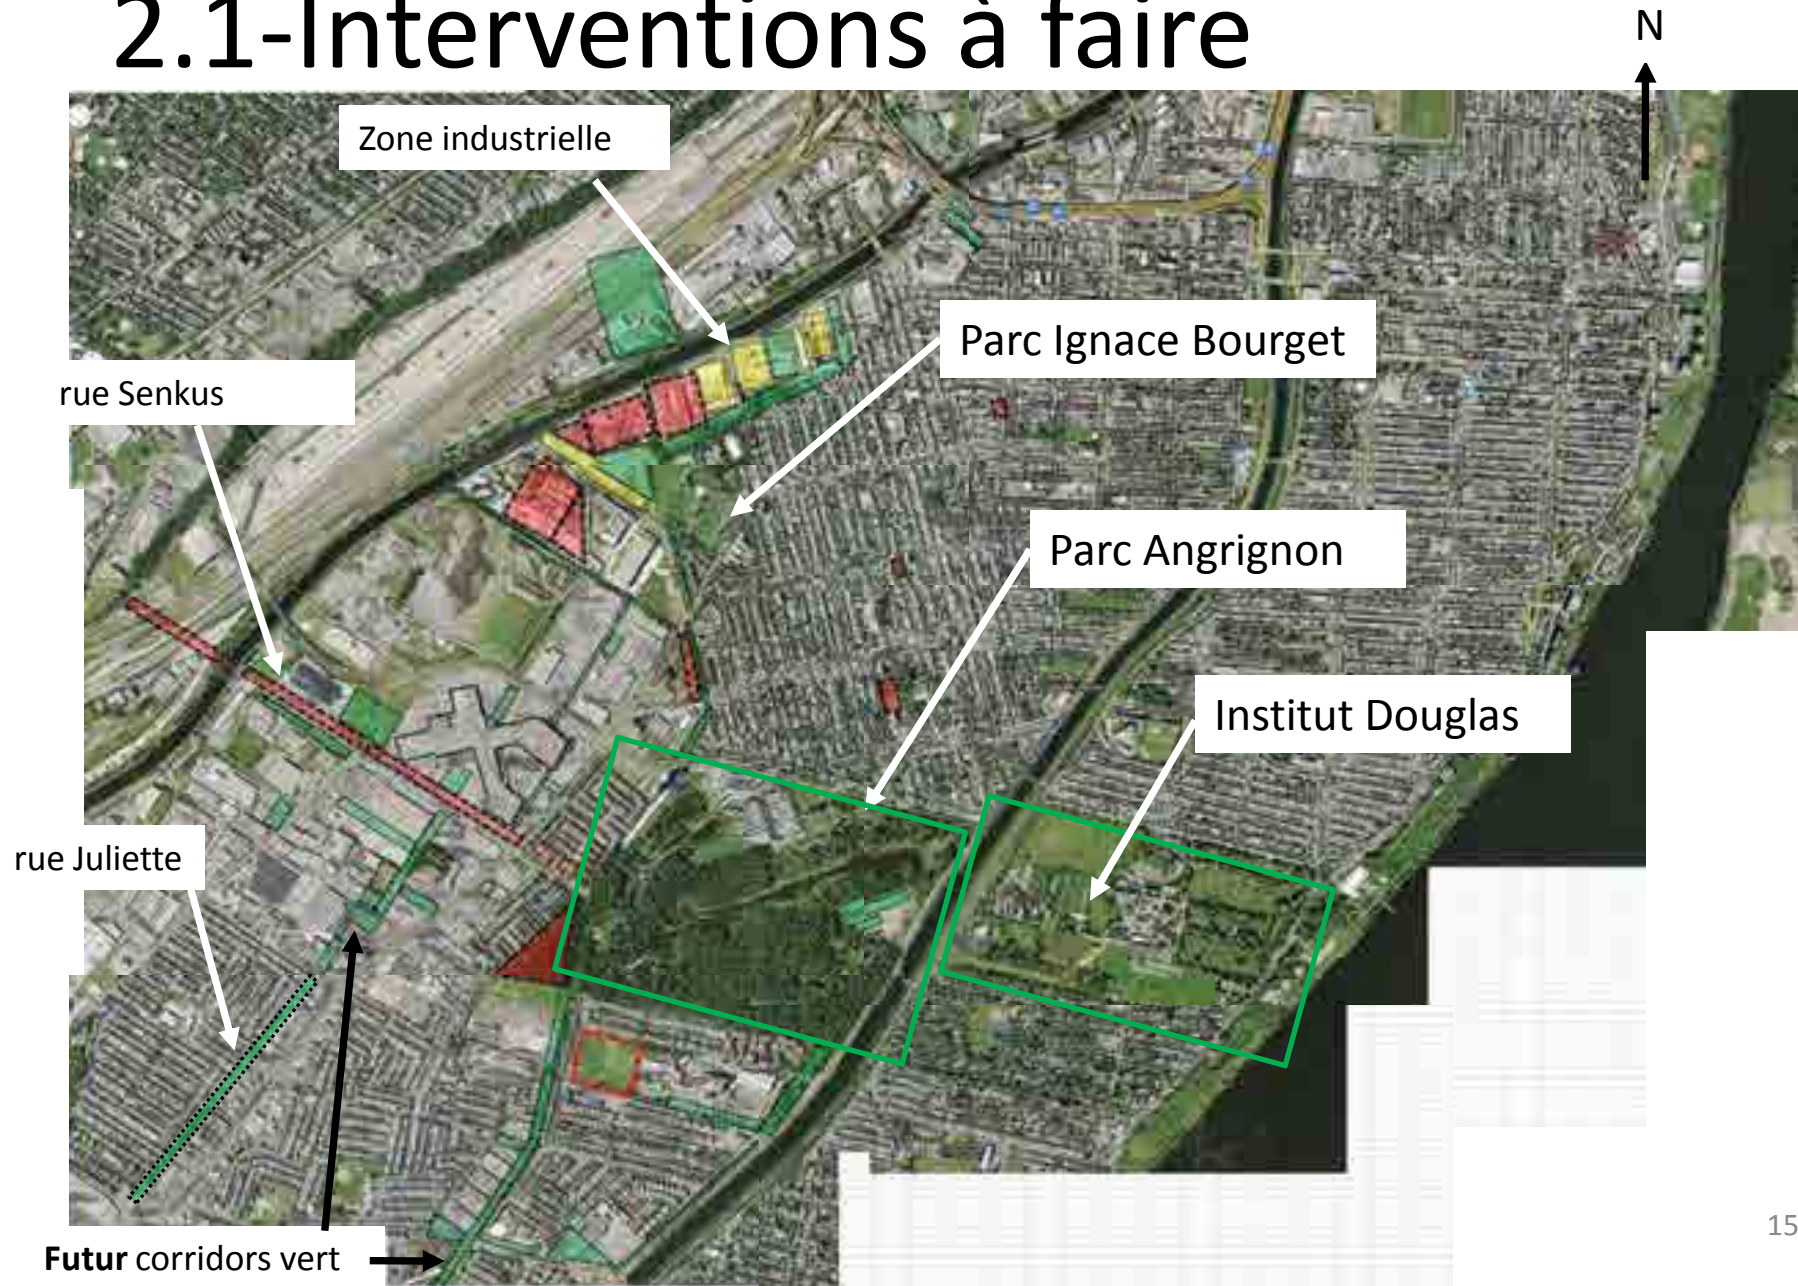 2.1-Interventions à faire
N
Zone industrielle
Parc Ignace Bourget
rue Senkus
Parc Angrignon
Institut Douglas
rue Juliette
Futur corridors vert
15